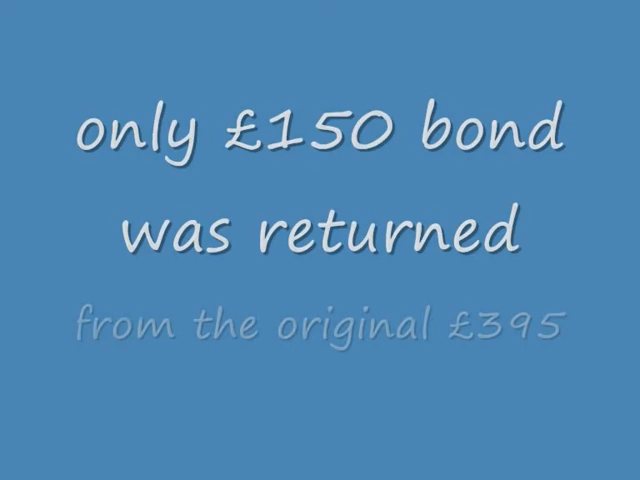 only £150 bond
was returned
from the original £395